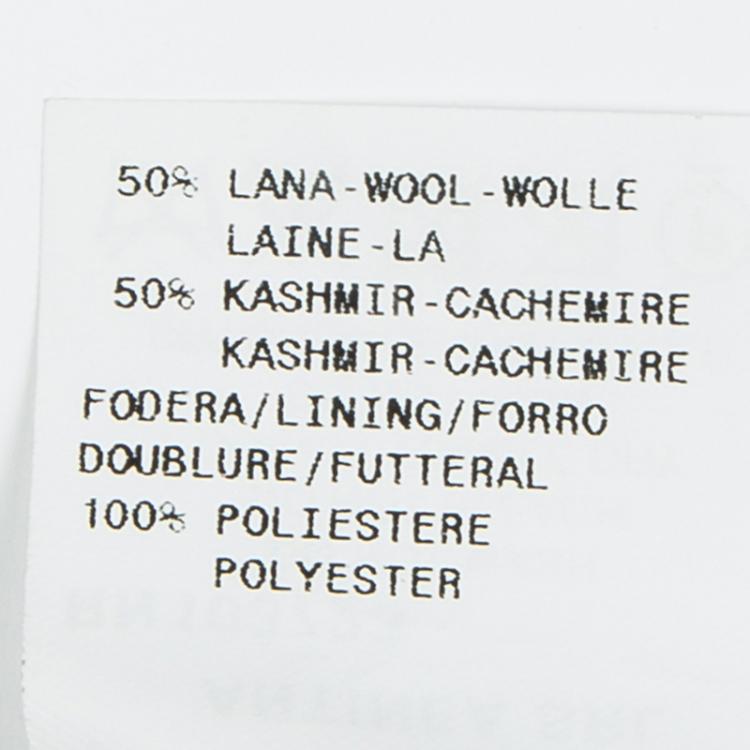 50% LANA-WOOL-WOLLE
LAINE-LA
50% KASHMIR-CACHEMIRE
KASHMIR-CACHEMIRE
FODERA/LINING/FORRO
DOUBLURE/FUTTERAL
100% POLIESTERE
POLYESTER